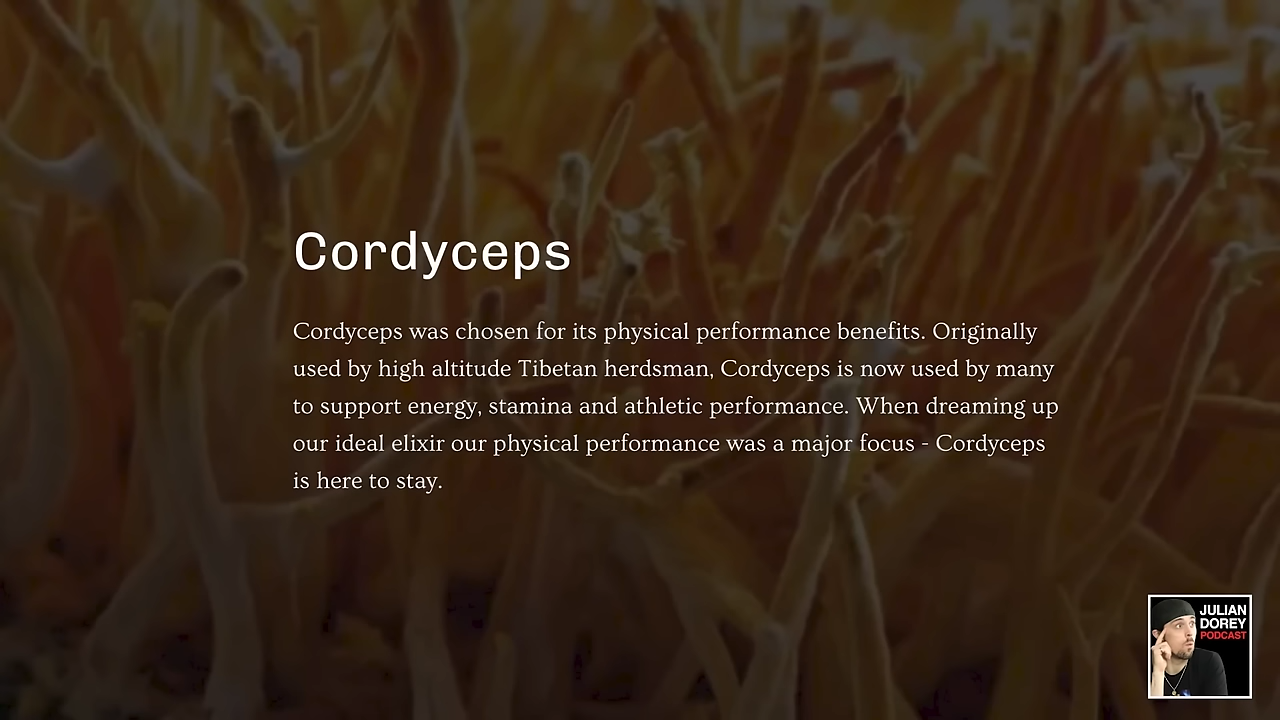 Cordyceps
Cordyceps was chosen for its physical performance benefits. Originally
used by high altitude Tibetan herdsman, Cordyceps is now used by many
to support energy, stamina and athletic performance. When dreaming up
our ideal elixir our physical performance was a major focus - Cordyceps
is here to stay.
JULIAN
DOREY
PODCAST